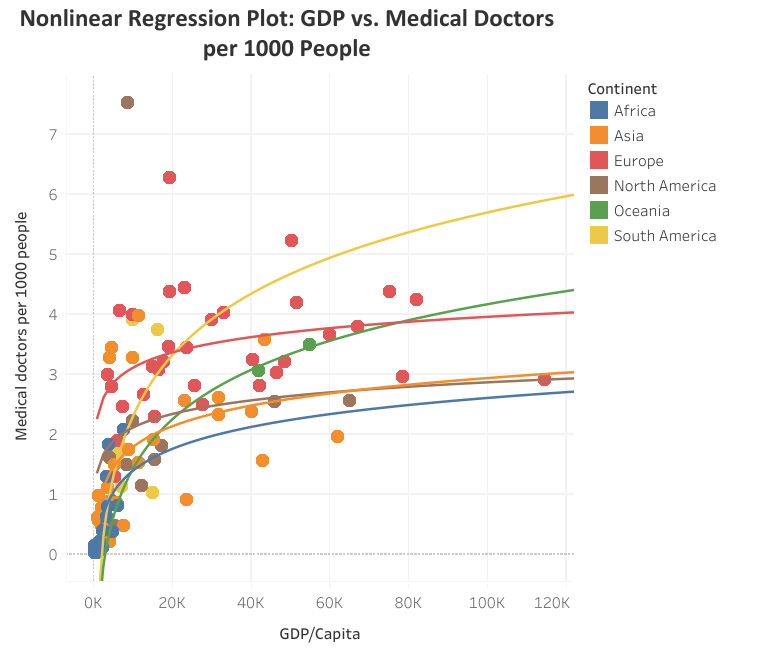 Nonlinear Regression Plot: GDP vs. Medical Doctors
per 1000 People
Continent
Africa
Asia
Europe
North America
Oceania
South America
Medical doctors per 1000 people
7
6
5
4
3
2
1
0
0K 20K 40K 60K 80K 100K 120K
GDP/Capita